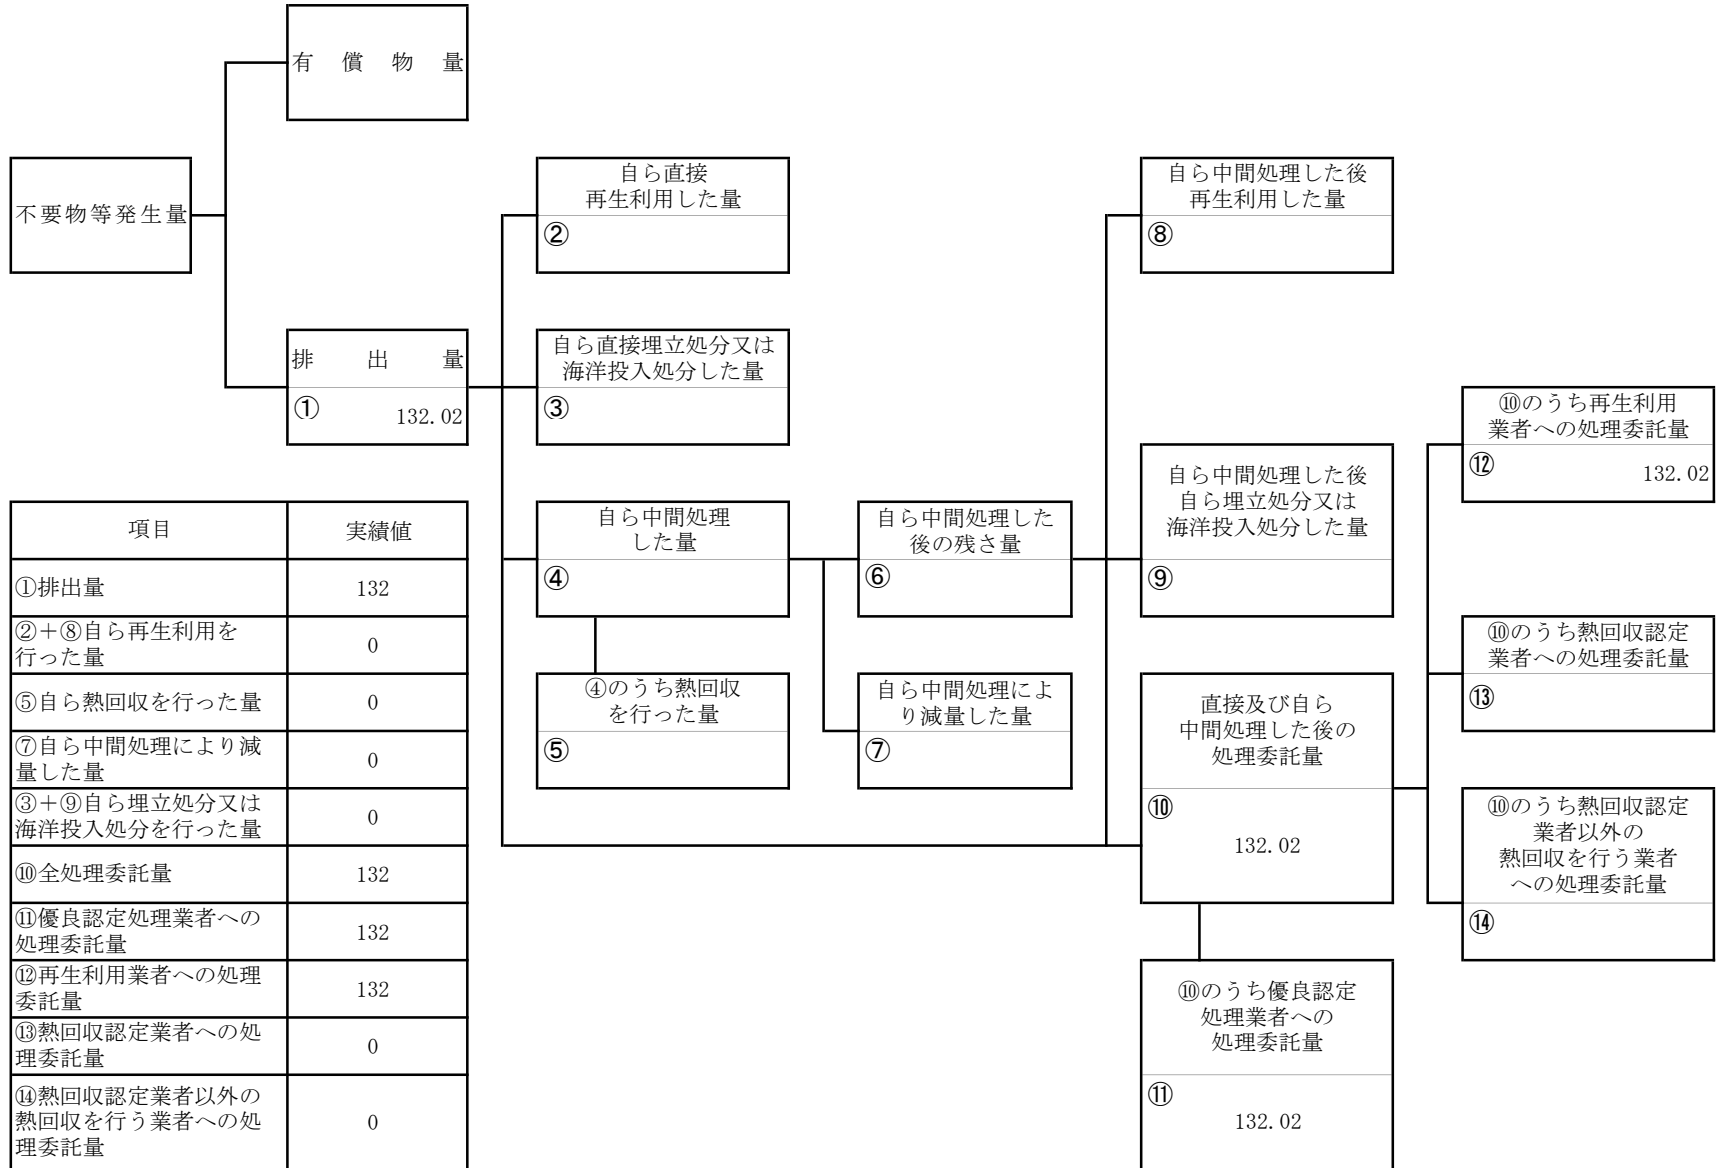 有償物量
不要物等発生量
排出量
①
132.02
自ら直接
再生利用した量
②
自ら直接埋立処分又は
海洋投入処分した量
③
自ら中間処理
した量
④
④のうち熱回収
を行った量
⑤
自ら中間処理した
後の残さ量
⑥
自ら中間処理によ
り減量した量
⑦
自ら中間処理した後
再生利用した量
⑧
自ら中間処理した後
自ら埋立処分又は
海洋投入処分した量
⑨
直接及び自ら
中間処理した後の
処理委託量
⑩
132.02
⑩のうち優良認定
処理業者への
処理委託量
⑪
132.02
⑩のうち再生利用
業者への処理委託量
⑫
132.02
⑩のうち熱回収認定
業者への処理委託量
⑬
⑩のうち熱回収認定
業者以外の
熱回収を行う業者
への処理委託量
⑭
項目 実績値
①排出量 132
②＋⑧自ら再生利用を
行った量 0
⑤自ら熱回収を行った量 0
⑦自ら中間処理により減
量した量 0
③＋⑨自ら埋立処分又は
海洋投入処分を行った量 0
⑩全処理委託量 132
⑪優良認定処理業者への
処理委託量 132
⑫再生利用業者への処理
委託量 132
⑬熱回収認定業者への処
理委託量 0
⑭熱回収認定業者以外の
熱回収を行う業者への処
理委託量 0